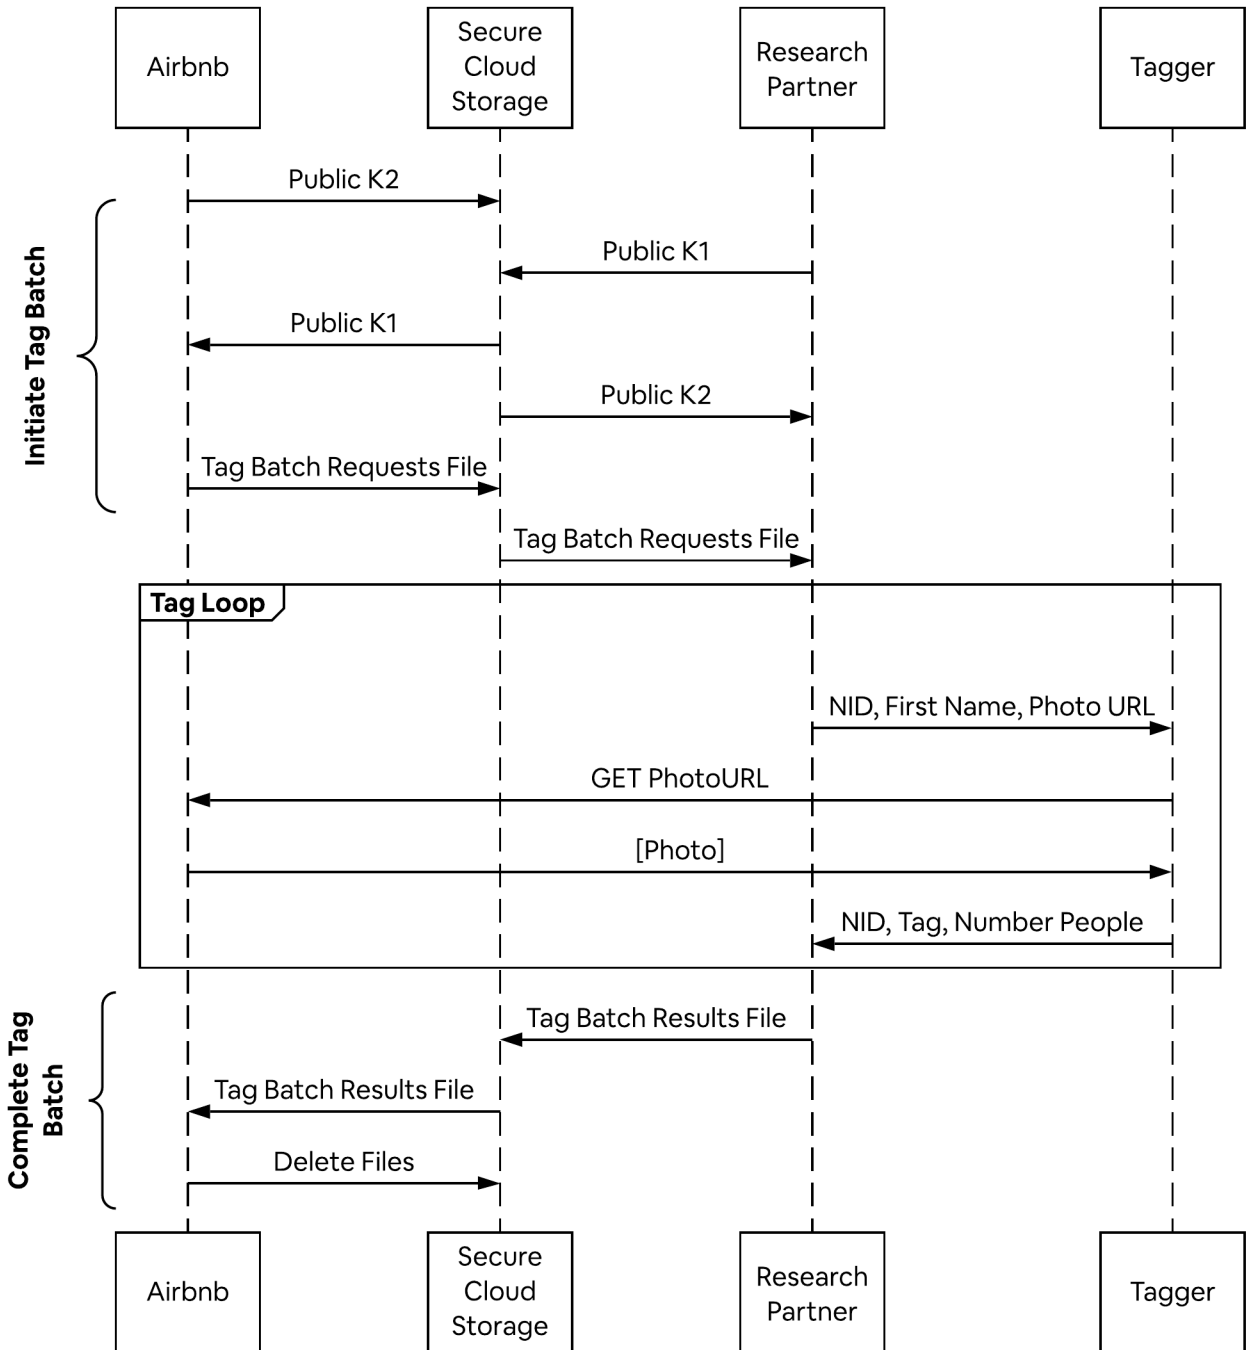 Airbnb
Secure
Cloud
Storage
Research
Partner
Tagger
Initiate Tag Batch
Public K2
Public K1
Public K1
Public K2
Tag Batch Requests File
Tag Batch Requests File
Tag Loop
NID, First Name, Photo URL
GET PhotoURL
[Photo]
NID, Tag, Number People
Complete Tag
Batch
Tag Batch Results File
Tag Batch Results File
Delete Files
Airbnb
Secure
Cloud
Storage
Research
Partner
Tagger